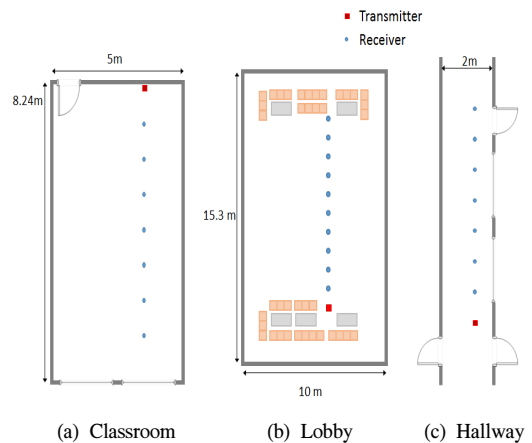 Transmitter
Receiver
5m
8.24m
15.3 m
10 m
2m
(a) Classroom
(b) Lobby
(c) Hallway